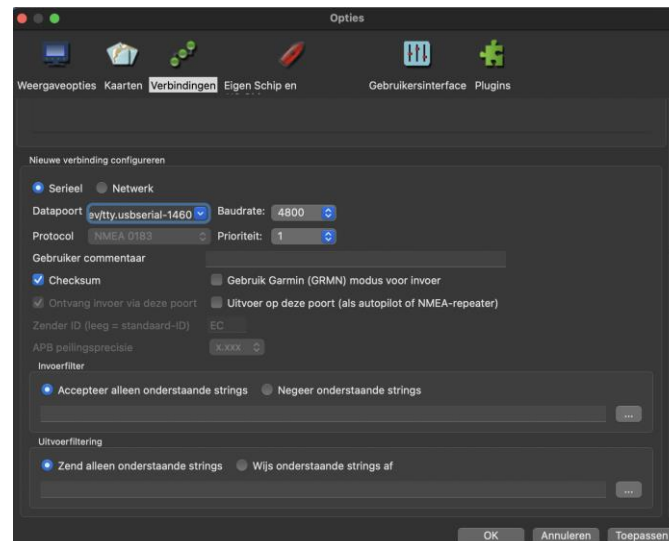 Opties
Weergaveopties Kaarten Verbindingen Eigen Schip en Gebruikersinterface Plugins
Nieuwe verbinding configureren
Serieel Netwerk
Datapoort ev/tty.usbserial-1460 Baudrate: 4800
Protocol NMEA 0183 Prioriteit: 1
Gebruiker commentaar
Checksum Gebruik Garmin (GRMN) modus voor invoer
Ontvang invoer via deze poort Uitvoer op deze poort (als autopilot of NMEA-repeater)
Zender ID (leeg = standaard-ID) EC
APB peilingsprecisie x.xxx
Invoerfilter
Accepteer alleen onderstaande strings Negeer onderstaande strings
...
Uitvoerfiltering
Zend alleen onderstaande strings Wijs onderstaande strings af
...
OK Annuleren Toepassen